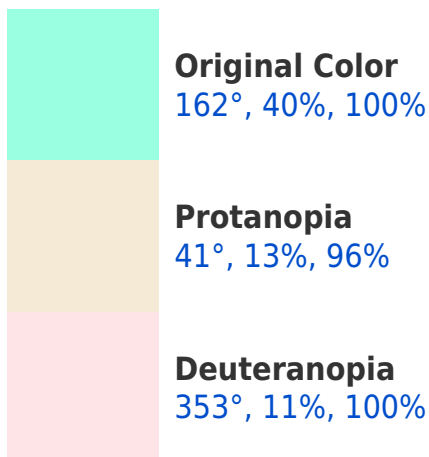 Original Color
162°, 40%, 100%
Protanopia
41°, 13%, 96%
Deuteranopia
353°, 11%, 100%